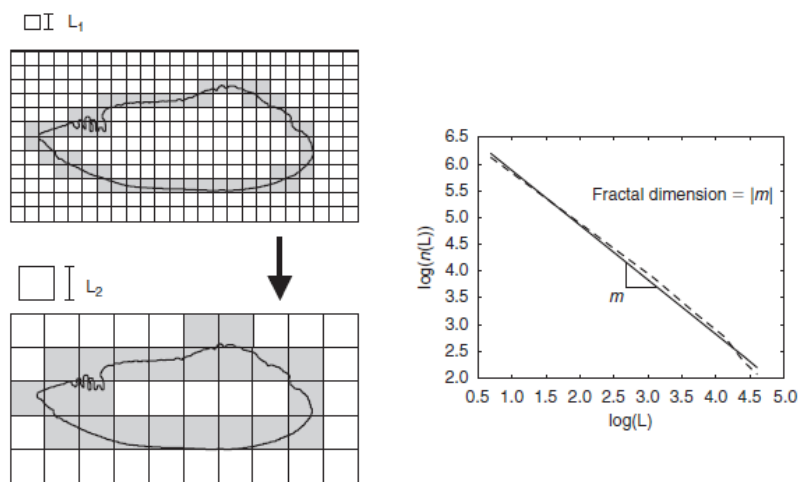 L₁
L₂
6.5
6.0
5.5
5.0
4.5
4.0
3.5
3.0
2.5
2.0
log(n(L))
Fractal dimension = |m|
m
0.5 1.0 1.5 2.0 2.5 3.0 3.5 4.0 4.5 5.0
log(L)